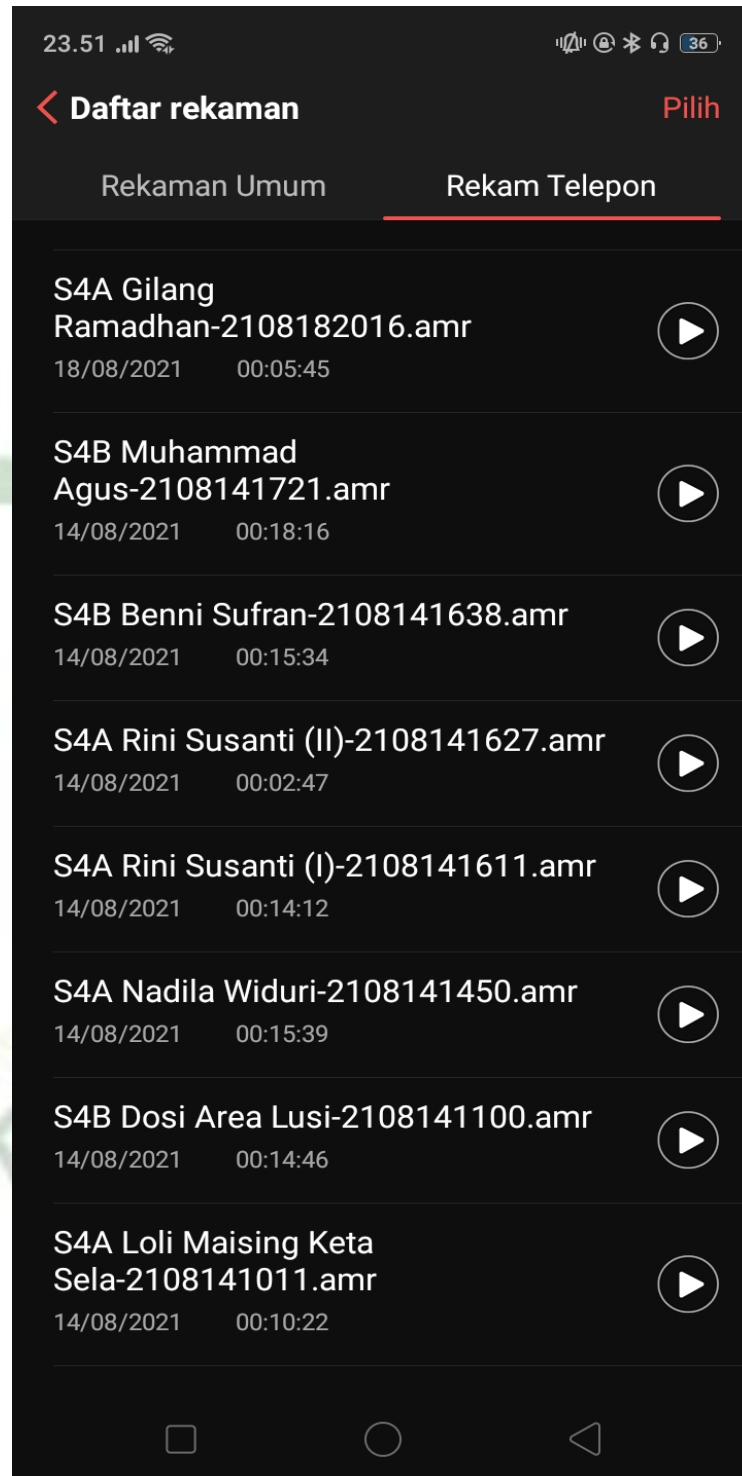 23.51
36
Daftar rekaman
Pilih
Rekaman Umum
Rekam Telepon
S4A Gilang
Ramadhan-2108182016.amr
18/08/2021 00:05:45
S4B Muhammad
Agus-2108141721.amr
14/08/2021 00:18:16
S4B Benni Sufran-2108141638.amr
14/08/2021 00:15:34
S4A Rini Susanti (II)-2108141627.amr
14/08/2021 00:02:47
S4A Rini Susanti (I)-2108141611.amr
14/08/2021 00:14:12
S4A Nadila Widuri-2108141450.amr
14/08/2021 00:15:39
S4B Dosi Area Lusi-2108141100.amr
14/08/2021 00:14:46
S4A Loli Maising Keta
Sela-2108141011.amr
14/08/2021 00:10:22